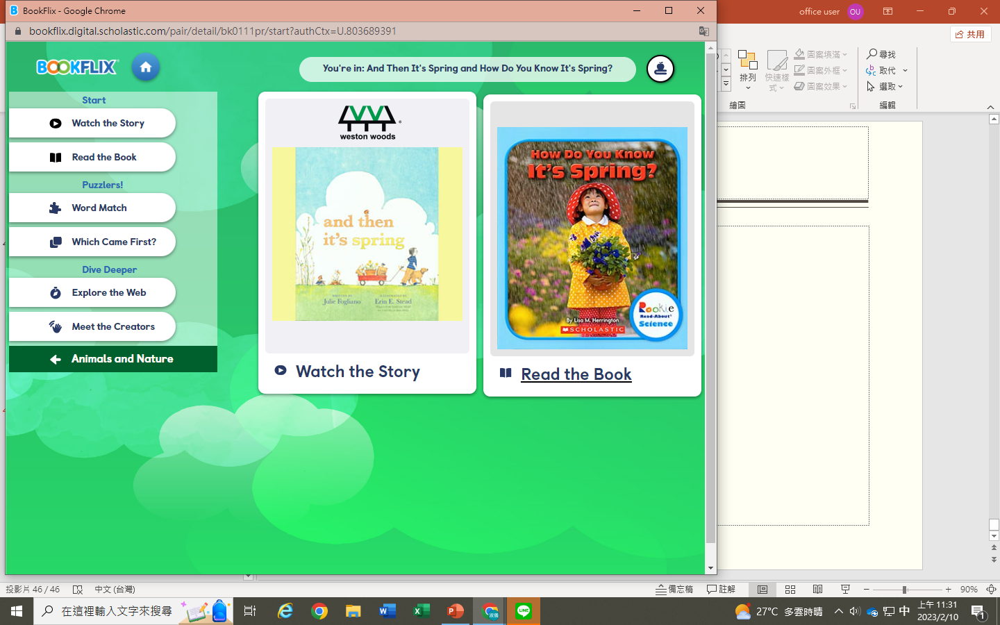 BookFlix - Google Chrome
bookflix.digital.scholastic.com/pair/detail/bk0111pr/start?authCtx=U.803689391
BOOKFLIX
You're in: And Then It's Spring and How Do You Know It's Spring?
Start
Watch the Story
Read the Book
Puzzlers!
Word Match
Which Came First?
Dive Deeper
Explore the Web
Meet the Creators
Animals and Nature
weston woods
and then
it's spring
WRITTEN BY
Julie Fogliano
ILLUSTRATED BY
Erin E. Stead
Watch the Story
How Do You Know
It's Spring?
Rookie
Read-About®
Science
By Lisa M. Herrington
SCHOLASTIC
Read the Book
office user
OU
共用
排列
快速樣
式
圖案填滿
圖案外框
圖案效果
繪圖
尋找
取代
選取
編輯
投影片 46 / 46
中文 (台灣)
備忘稿
註解
90%
在這裡輸入文字來搜尋
27°C 多雲時晴
中
上午 11:31
2023/2/10
1